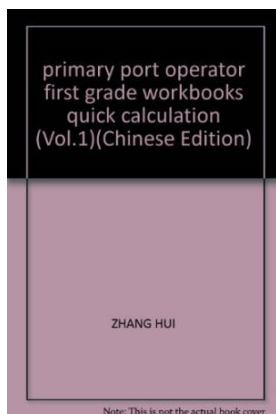 primary port operator
first grade workbooks
quick calculation
(Vol.1)(Chinese Edition)
ZHANG HUI
Note: This is not the actual book cover